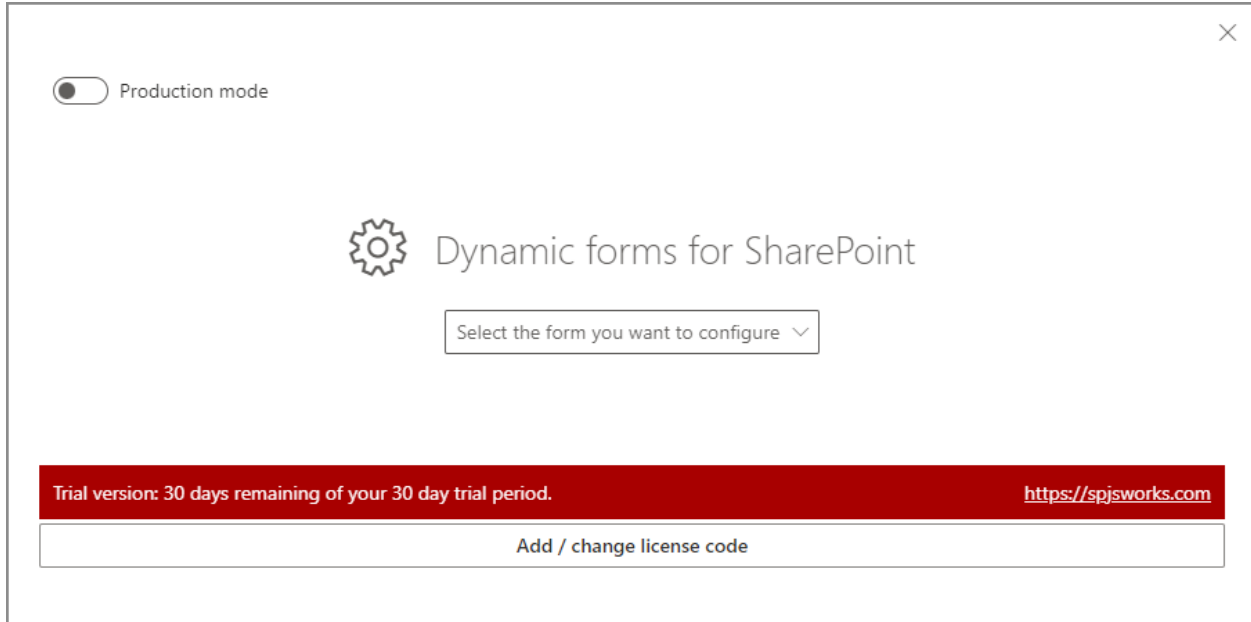 Production mode
Dynamic forms for SharePoint
Select the form you want to configure
Trial version: 30 days remaining of your 30 day trial period.
https://spjsworks.com
Add / change license code